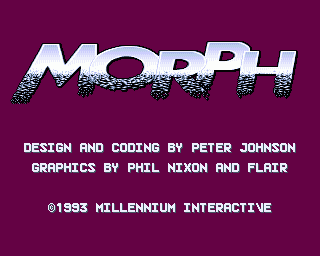 MORPH
DESIGN AND CODING BY PETER JOHNSON
GRAPHICS BY PHIL NIXON AND FLAIR
©1993 MILLENNIUM INTERACTIVE